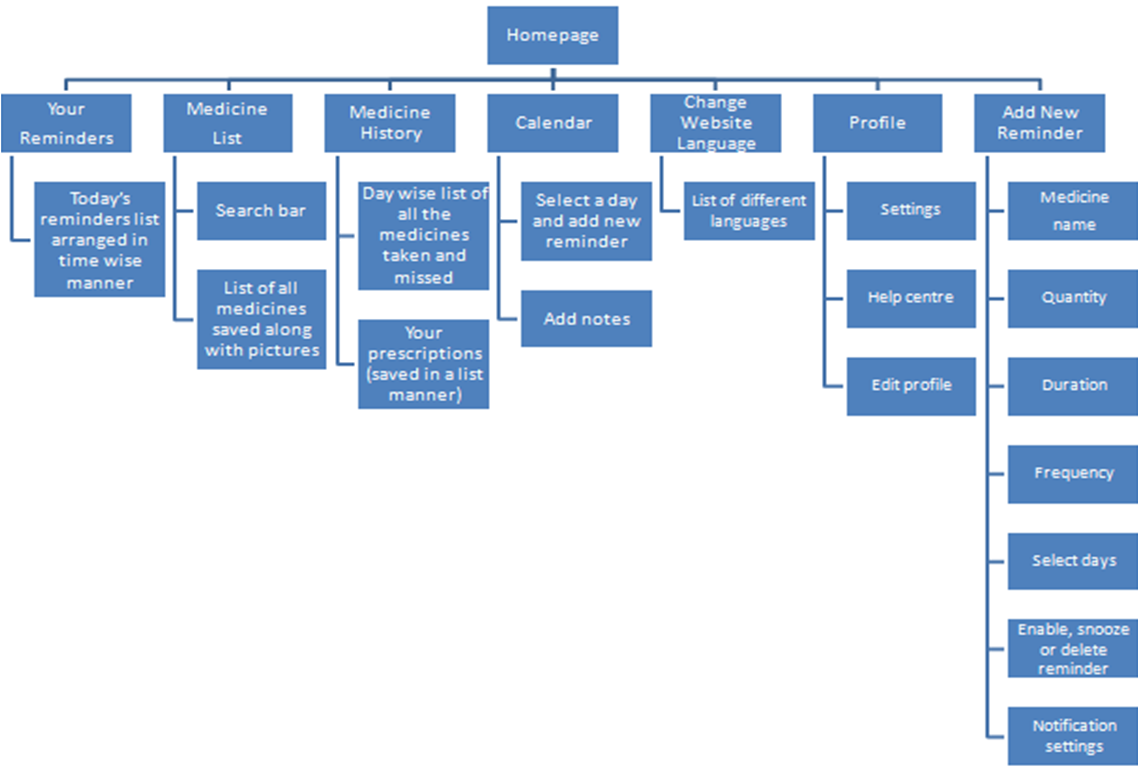 Homepage
Your
Reminders
Today's
reminders list
arranged in
time wise
manner
Medicine
List
Search bar
List of all
medicines
saved along
with pictures
Medicine
History
Day wise list of
all the
medicines
taken and
missed
Your
prescriptions
(saved in a list
manner)
Calendar
Select a day
and add new
reminder
Add notes
Change
Website
Language
List of different
languages
Profile
Settings
Help centre
Edit profile
Add New
Reminder
Medicine
name
Quantity
Duration
Frequency
Select days
Enable, snooze
or delete
reminder
Notification
settings